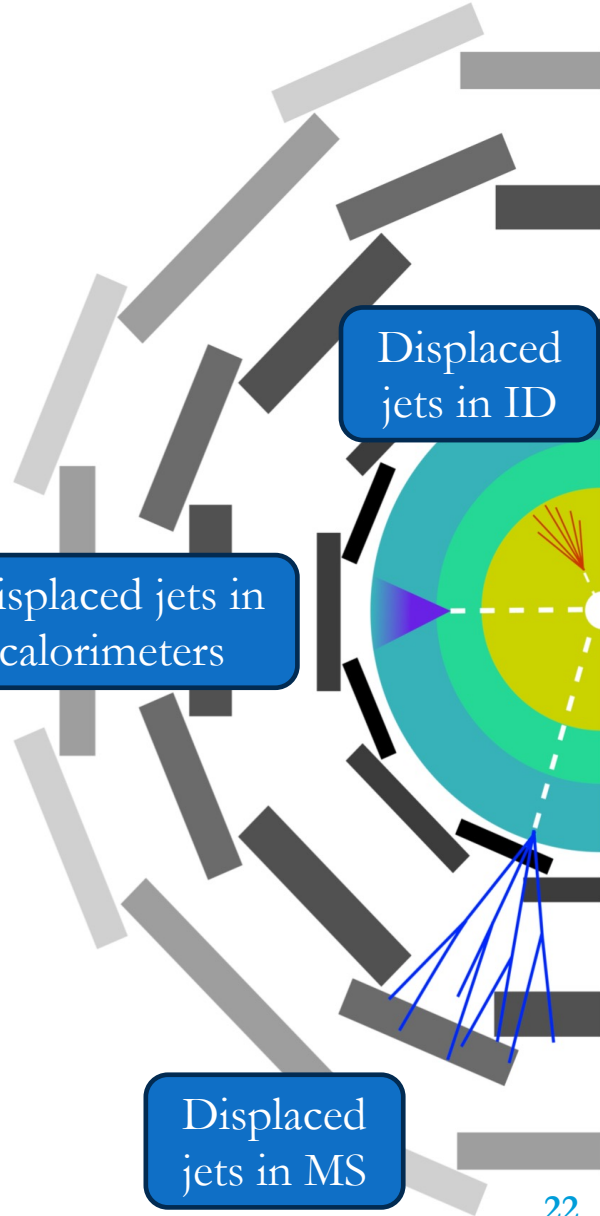 Displaced
jets in ID
isplaced jets in
calorimeters
Displaced
jets in MS
22